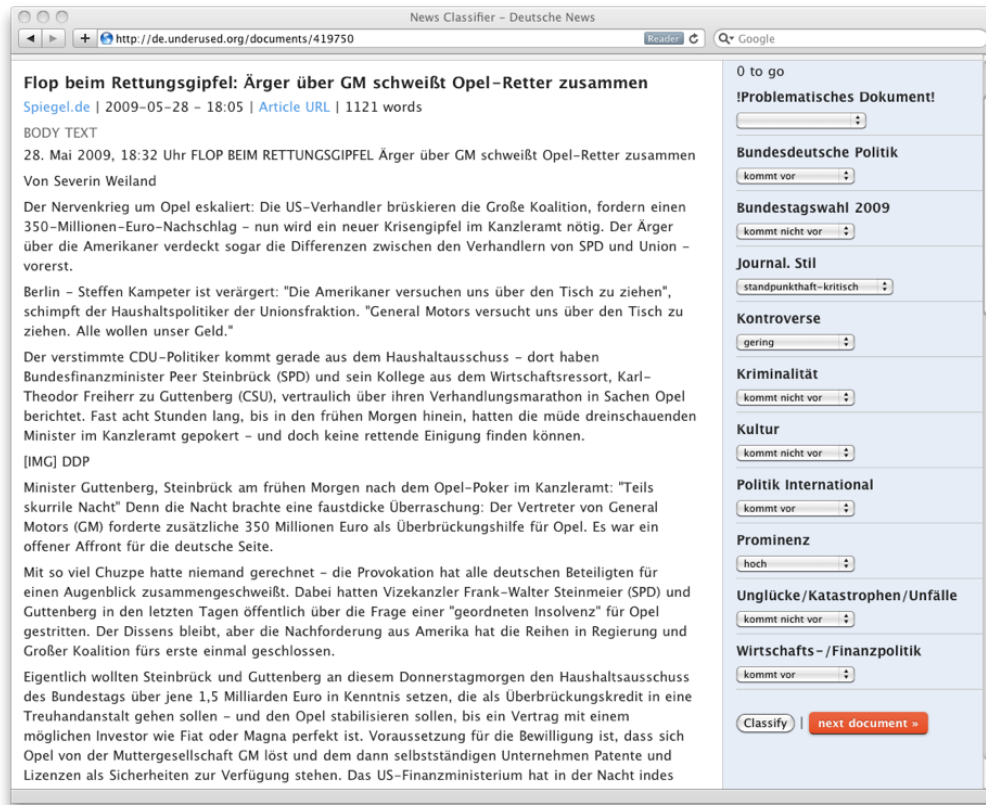 News Classifier – Deutsche News
http://de.underused.org/documents/419750
Reader
Google
Flop beim Rettungsgipfel: Ärger über GM schweißt Opel-Retter zusammen
Spiegel.de | 2009-05-28 – 18:05 | Article URL | 1121 words
BODY TEXT
28. Mai 2009, 18:32 Uhr FLOP BEIM RETTUNGSGIPFEL Ärger über GM schweißt Opel-Retter zusammen
Von Severin Weiland
Der Nervenkrieg um Opel eskaliert: Die US-Verhandler brüskieren die Große Koalition, fordern einen
350-Millionen-Euro-Nachschlag – nun wird ein neuer Krisengipfel im Kanzleramt nötig. Der Ärger
über die Amerikaner verdeckt sogar die Differenzen zwischen den Verhandlern von SPD und Union –
vorerst.
Berlin – Steffen Kampeter ist verärgert: "Die Amerikaner versuchen uns über den Tisch zu ziehen",
schimpft der Haushaltspolitiker der Unionsfraktion. "General Motors versucht uns über den Tisch zu
ziehen. Alle wollen unser Geld."
Der verstimmte CDU-Politiker kommt gerade aus dem Haushaltausschuss – dort haben
Bundesfinanzminister Peer Steinbrück (SPD) und sein Kollege aus dem Wirtschaftsressort, Karl-
Theodor Freiherr zu Guttenberg (CSU), vertraulich über ihren Verhandlungsmarathon in Sachen Opel
berichtet. Fast acht Stunden lang, bis in den frühen Morgen hinein, hatten die müde dreinschauenden
Minister im Kanzleramt gepokert – und doch keine rettende Einigung finden können.
[IMG] DDP
Minister Guttenberg, Steinbrück am frühen Morgen nach dem Opel-Poker im Kanzleramt: "Teils
skurrile Nacht" Denn die Nacht brachte eine faustdicke Überraschung: Der Vertreter von General
Motors (GM) forderte zusätzliche 350 Millionen Euro als Überbrückungshilfe für Opel. Es war ein
offener Affront für die deutsche Seite.
Mit so viel Chuzpe hatte niemand gerechnet – die Provokation hat alle deutschen Beteiligten für
einen Augenblick zusammengeschweißt. Dabei hatten Vizekanzler Frank-Walter Steinmeier (SPD) und
Guttenberg in den letzten Tagen öffentlich über die Frage einer "geordneten Insolvenz" für Opel
gestritten. Der Dissens bleibt, aber die Nachforderung aus Amerika hat die Reihen in Regierung und
Großer Koalition fürs erste einmal geschlossen.
Eigentlich wollten Steinbrück und Guttenberg an diesem Donnerstagmorgen den Haushaltsausschuss
des Bundestags über jene 1,5 Milliarden Euro in Kenntnis setzen, die als Überbrückungskredit in eine
Treuhandanstalt gehen sollen – und den Opel stabilisieren sollen, bis ein Vertrag mit einem
möglichen Investor wie Fiat oder Magna perfekt ist. Voraussetzung für die Bewilligung ist, dass sich
Opel von der Muttergesellschaft GM löst und dem dann selbstständigen Unternehmen Patente und
Lizenzen als Sicherheiten zur Verfügung stehen. Das US-Finanzministerium hat in der Nacht indes
0 to go
!Problematisches Dokument!
Bundesdeutsche Politik
kommt vor
Bundestagswahl 2009
kommt nicht vor
Journal. Stil
standpunkthaft-kritisch
Kontroverse
gering
Kriminalität
kommt nicht vor
Kultur
kommt nicht vor
Politik International
kommt vor
Prominenz
hoch
Unglücke/Katastrophen/Unfälle
kommt nicht vor
Wirtschafts-/Finanzpolitik
kommt vor
Classify | next document »